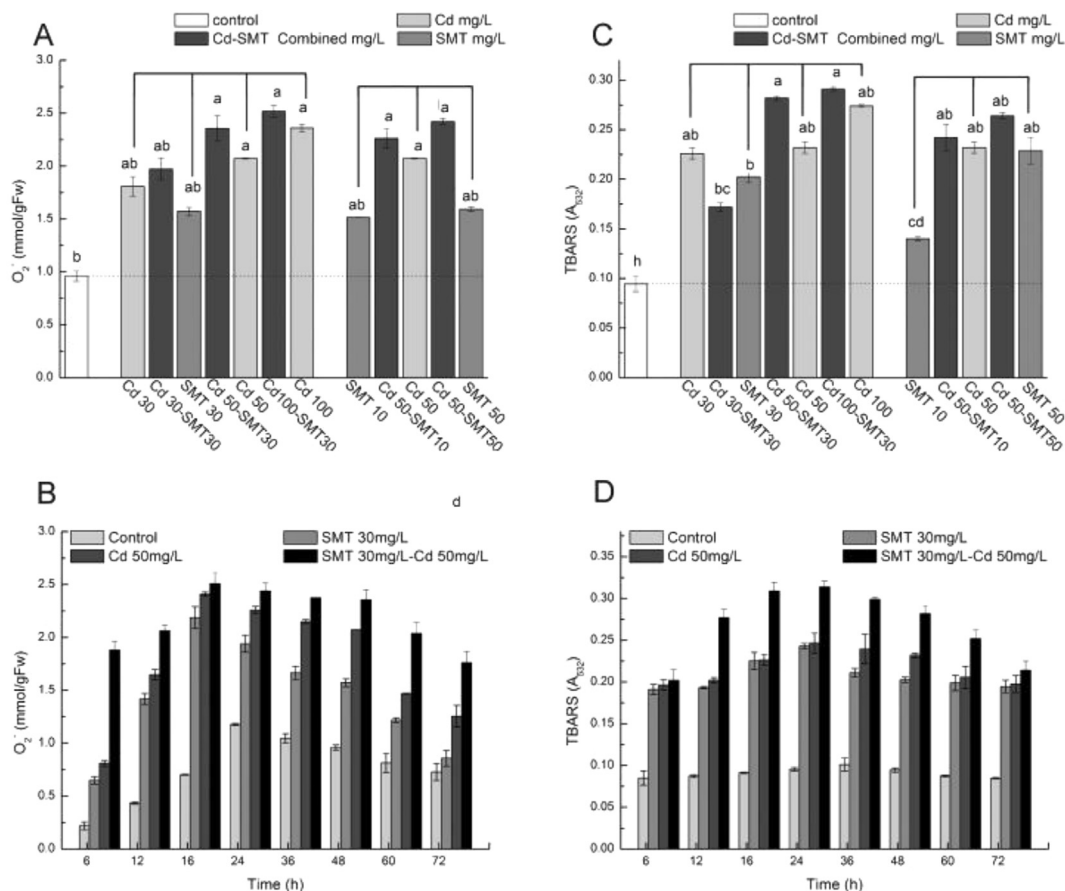 A
control
Cd mg/L
Cd-SMT Combined mg/L
SMT mg/L
3.0
2.5
2.0
1.5
1.0
0.5
0.0
O2- (mmol/gFw)
b
ab
ab
ab
a
a
a
a
ab
a
a
a
ab
Cd 30
Cd 30-SMT30
SMT 30
Cd 50-SMT30
Cd 50
Cd100-SMT30
Cd 100
SMT 10
Cd 50-SMT10
Cd 50
Cd 50-SMT50
SMT 50
C
control
Cd mg/L
Cd-SMT Combined mg/L
SMT mg/L
0.30
0.25
0.20
0.15
0.10
0.05
0.00
TBARS (A532)
h
ab
bc
b
a
ab
a
ab
cd
ab
ab
ab
ab
Cd 30
Cd 30-SMT30
SMT 30
Cd 50-SMT30
Cd 50
Cd100-SMT30
Cd 100
SMT 10
Cd 50-SMT10
Cd 50
Cd 50-SMT50
SMT 50
B
d
Control
SMT 30mg/L
Cd 50mg/L
SMT 30mg/L-Cd 50mg/L
3.0
2.5
2.0
1.5
1.0
0.5
0.0
O2- (mmol/gFw)
6 12 16 24 36 48 60 72
Time (h)
D
Control
SMT 30mg/L
Cd 50mg/L
SMT 30mg/L-Cd 50mg/L
0.35
0.30
0.25
0.20
0.15
0.10
0.05
0.00
TBARS (A532)
6 12 16 24 36 48 60 72
Time (h)